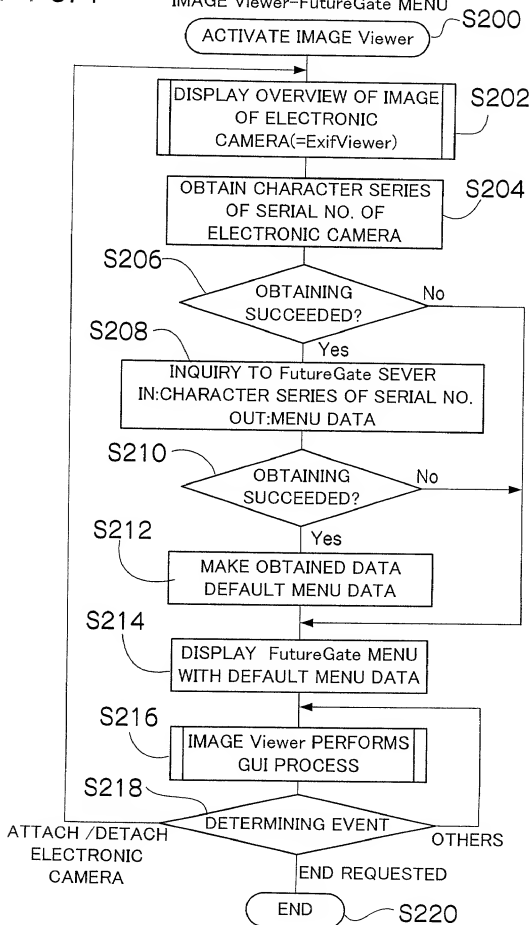 IMAGE Viewer-FutureGate MENU
S200
ACTIVATE IMAGE Viewer
DISPLAY OVERVIEW OF IMAGE
OF ELECTRONIC
CAMERA(=ExifViewer)
S202
OBTAIN CHARACTER SERIES
OF SERIAL NO. OF
ELECTRONIC CAMERA
S204
S206
OBTAINING
SUCCEEDED?
No
Yes
S208
INQUIRY TO FutureGate SEVER
IN:CHARACTER SERIES OF SERIAL NO.
OUT:MENU DATA
S210
OBTAINING
SUCCEEDED?
No
Yes
S212
MAKE OBTAINED DATA
DEFAULT MENU DATA
S214
DISPLAY FutureGate MENU
WITH DEFAULT MENU DATA
S216
IMAGE Viewer PERFORMS
GUI PROCESS
S218
DETERMINING EVENT
ATTACH /DETACH
ELECTRONIC
CAMERA
OTHERS
END REQUESTED
END
S220